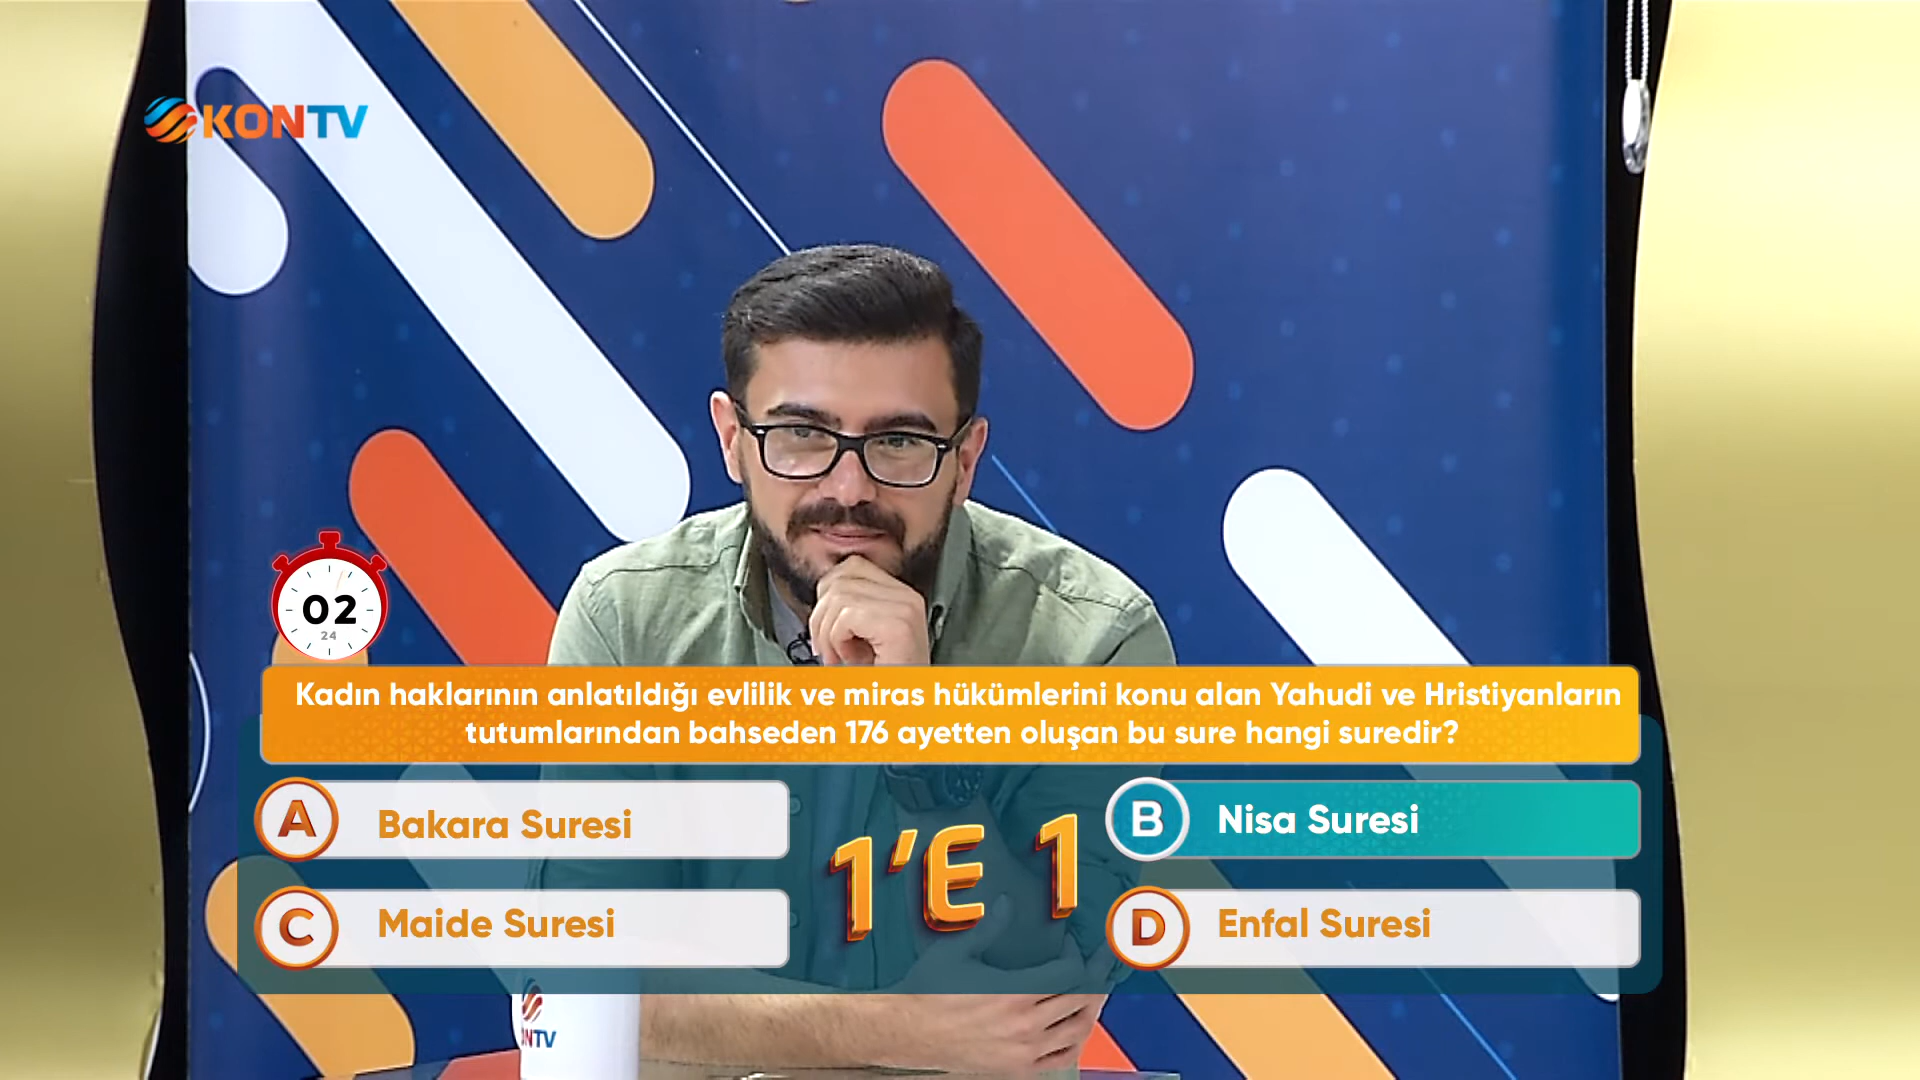 KONTV
02
24
Kadın haklarının anlatıldığı evlilik ve miras hükümlerini konu alan Yahudi ve Hristiyanların
tutumlarından bahseden 176 ayetten oluşan bu sure hangi suredir?
A Bakara Suresi
B Nisa Suresi
1'E 1
C Maide Suresi
D Enfal Suresi
NTV